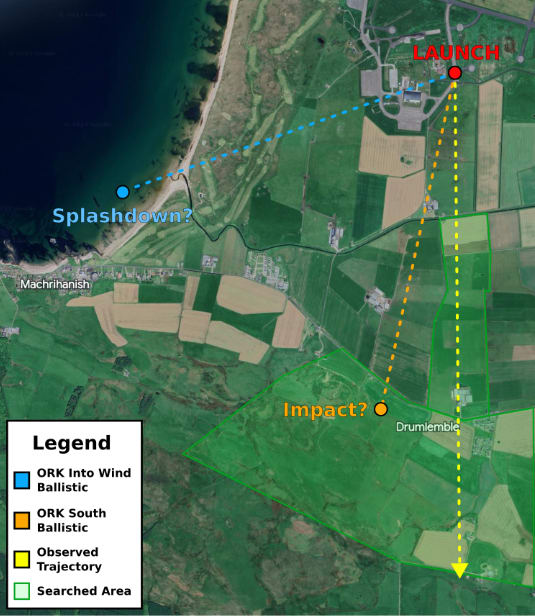 LAUNCH
Splashdown?
Machrihanish
Impact?
Drumlemble
Legend
ORK Into Wind
Ballistic
ORK South
Ballistic
Observed
Trajectory
Searched Area